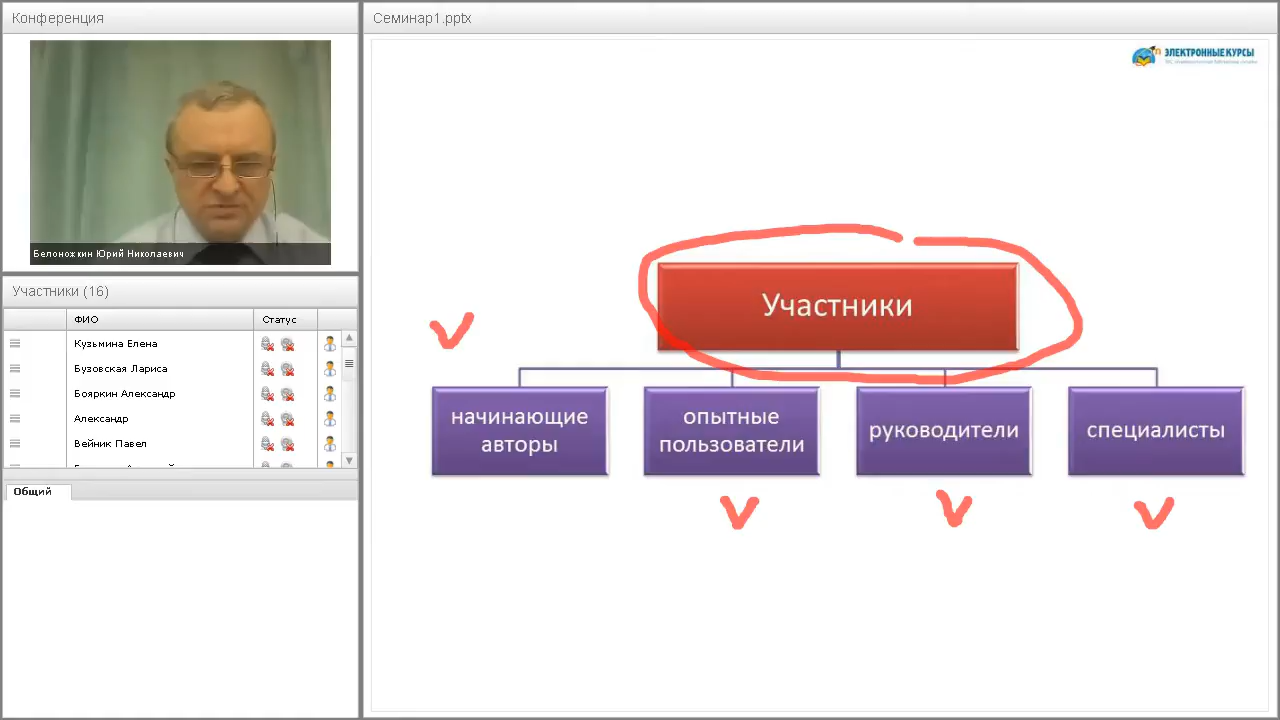 Конференция
Белоножкин Юрий Николаевич
Участники (16)
ФИО
Статус
Кузьмина Елена
Бузовская Лариса
Бояркин Александр
Александр
Вейник Павел
Общий
Семинар1.pptx
ЭЛЕКТРОННЫЕ КУРСЫ
Участники
начинающие
авторы
опытные
пользователи
руководители
специалисты